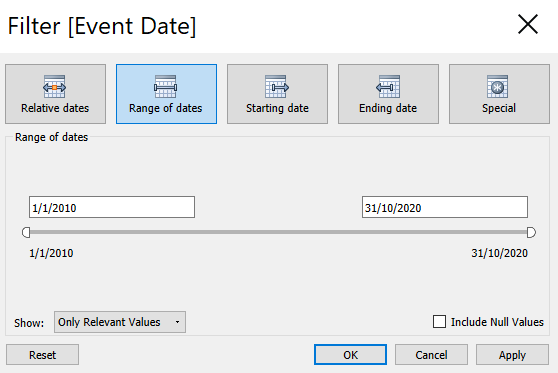 Filter [Event Date]
Relative dates
Range of dates
Starting date
Ending date
Special
Range of dates
1/1/2010
31/10/2020
1/1/2010
31/10/2020
Show: Only Relevant Values
Include Null Values
Reset
OK
Cancel
Apply